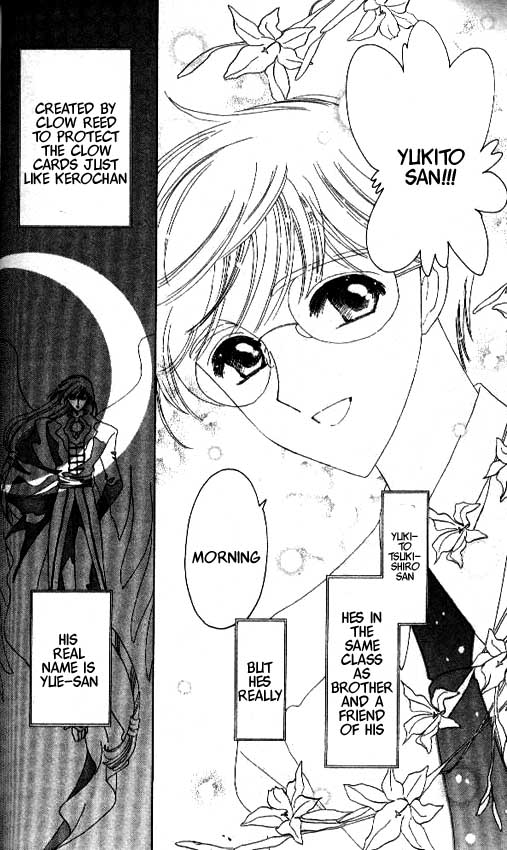 YUKITO
SAN!!!
MORNING
YUKI-
TO
TSUKI-
SHIRO
SAN
HES IN
THE
SAME
CLASS
AS
BROTHER
AND A
FRIEND
OF HIS
BUT
HES
REALLY
CREATED BY
CLOW REED
TO PROTECT
THE CLOW
CARDS JUST
LIKE KEROCHAN
HIS
REAL
NAME IS
YUE-SAN